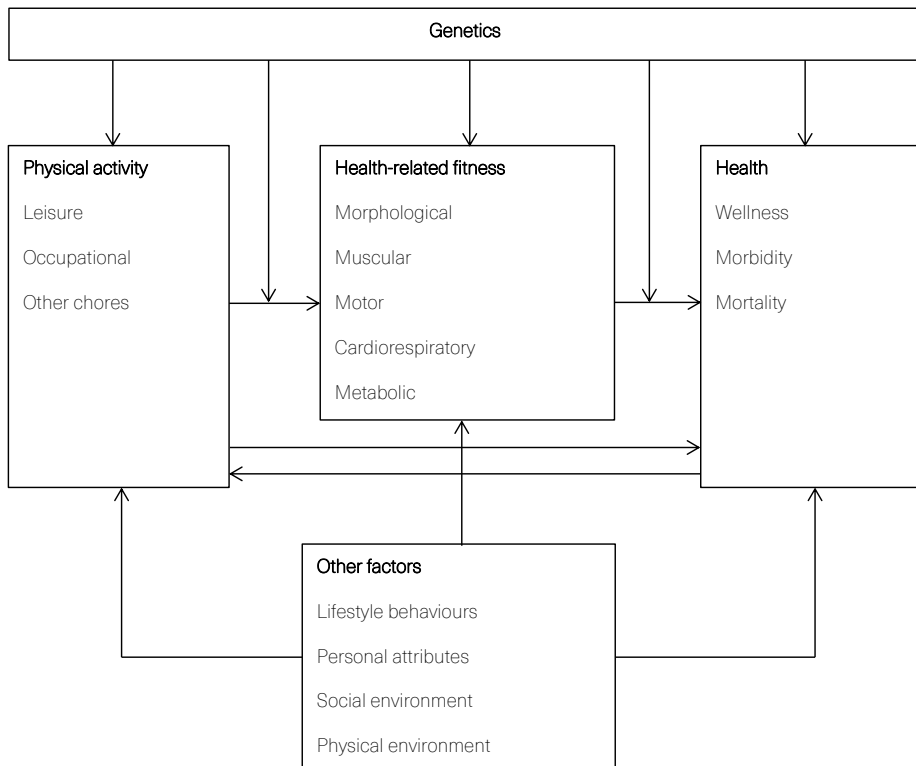 Genetics
Physical activity
Leisure
Occupational
Other chores
Health-related fitness
Morphological
Muscular
Motor
Cardiorespiratory
Metabolic
Health
Wellness
Morbidity
Mortality
Other factors
Lifestyle behaviours
Personal attributes
Social environment
Physical environment